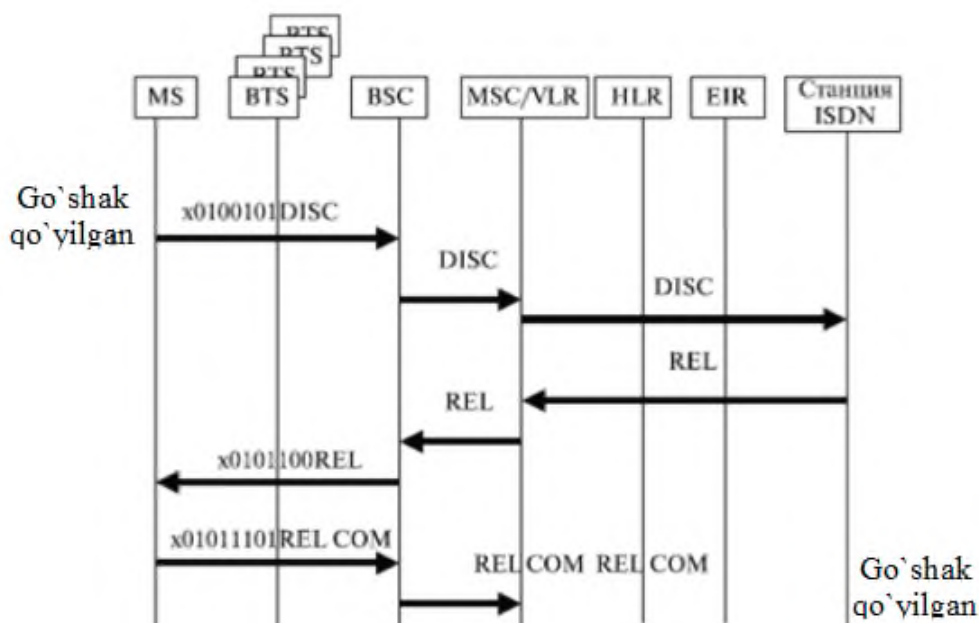 BTS
BTS
BTS
MS BTS BSC MSC/VLR HLR EIR Станция
ISDN
Go`shak
qo`yilgan
x0100101DISC
DISC
DISC
REL
REL
x0101100REL
x01011101REL COM
REL COM REL COM
Go`shak
qo`yilgan